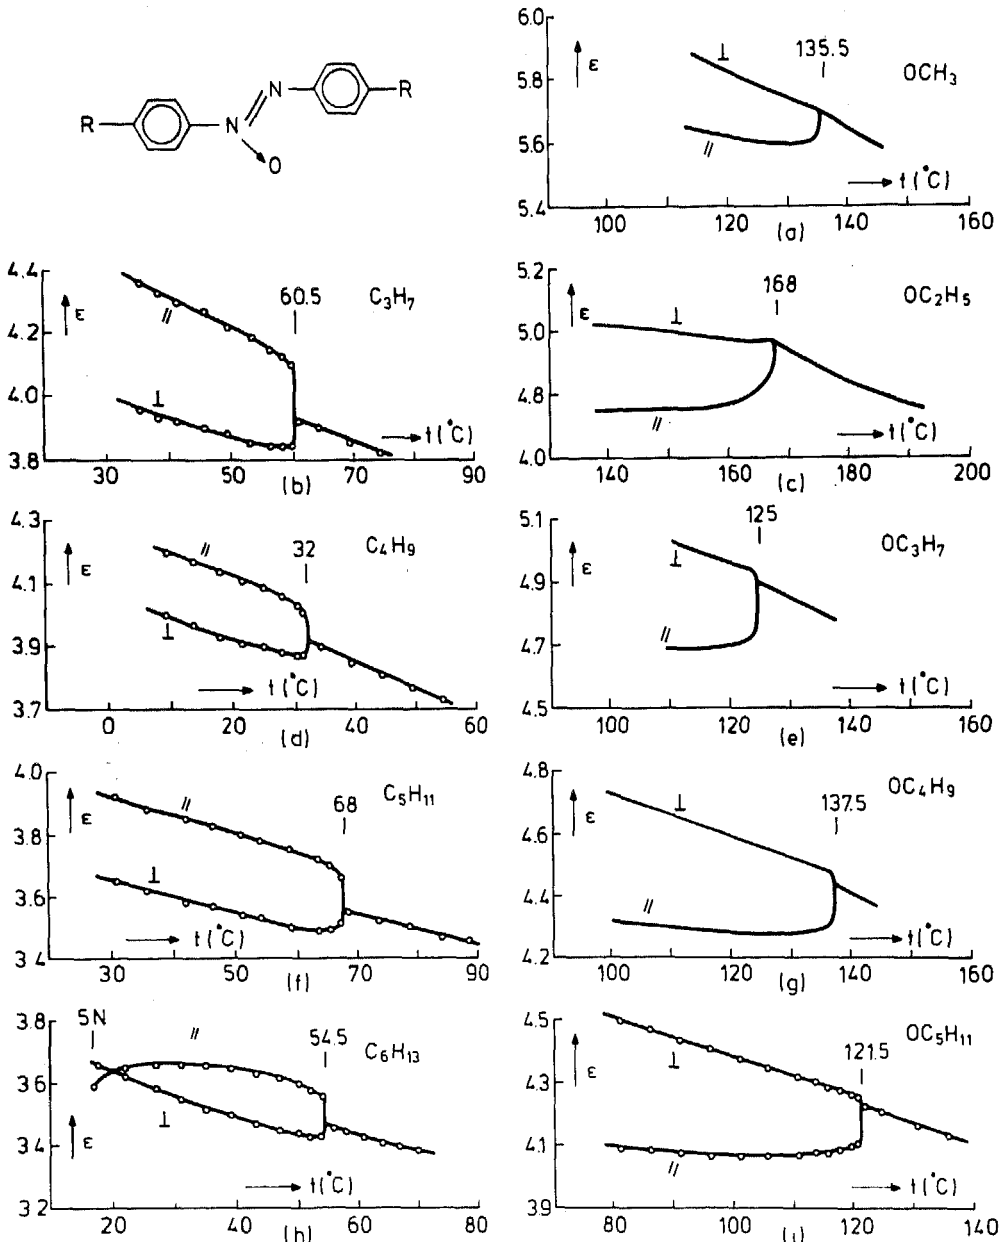 R
N
N
R
O
6.0
5.8
5.6
5.4
ε
⊥
//
135.5
OCH₃
t (°C)
100 120 140 160
(a)
4.4
4.2
4.0
3.8
ε
//
⊥
60.5
C₃H₇
t (°C)
30 50 70 90
(b)
5.2
5.0
4.8
4.0
ε
⊥
//
168
OC₂H₅
t (°C)
140 160 180 200
(c)
4.3
4.1
3.9
3.7
ε
//
⊥
32
C₄H₉
t (°C)
0 20 40 60
(d)
5.1
4.9
4.7
4.5
ε
⊥
//
125
OC₃H₇
t (°C)
100 120 140 160
(e)
4.0
3.8
3.6
3.4
ε
//
⊥
68
C₅H₁₁
t (°C)
30 50 70 90
(f)
4.8
4.6
4.4
4.2
ε
⊥
//
137.5
OC₄H₉
t (°C)
100 120 140 160
(g)
3.8
3.6
3.4
3.2
SN
//
⊥
ε
54.5
C₆H₁₃
t (°C)
20 40 60 80
(h)
4.5
4.3
4.1
3.9
ε
⊥
//
121.5
OC₅H₁₁
t (°C)
80 100 120 140
(i)